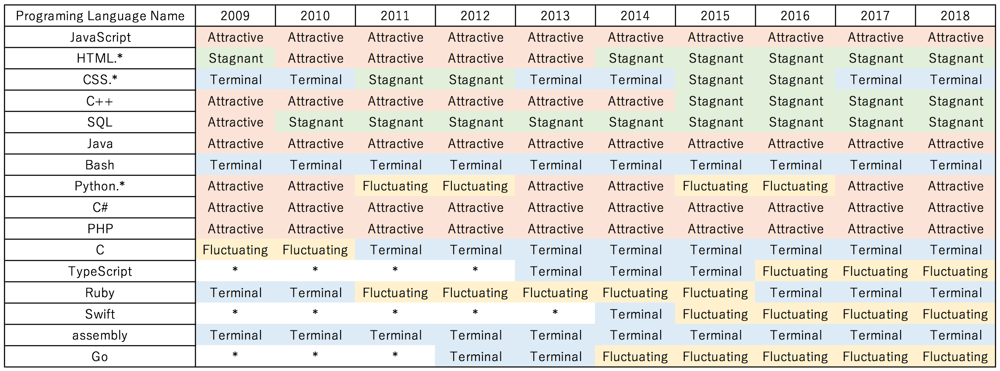 Programing Language Name 2009 2010 2011 2012 2013 2014 2015 2016 2017 2018
JavaScript Attractive Attractive Attractive Attractive Attractive Attractive Attractive Attractive Attractive Attractive
HTML.* Stagnant Attractive Attractive Attractive Attractive Stagnant Stagnant Stagnant Stagnant Stagnant
CSS.* Terminal Terminal Stagnant Stagnant Terminal Terminal Stagnant Stagnant Terminal Terminal
C++ Attractive Attractive Attractive Attractive Attractive Attractive Stagnant Stagnant Stagnant Stagnant
SQL Attractive Stagnant Stagnant Stagnant Stagnant Stagnant Stagnant Stagnant Stagnant Stagnant
Java Attractive Attractive Attractive Attractive Attractive Attractive Attractive Attractive Attractive Attractive
Bash Terminal Terminal Terminal Terminal Terminal Terminal Terminal Terminal Terminal Terminal
Python.* Attractive Attractive Fluctuating Fluctuating Attractive Attractive Fluctuating Fluctuating Attractive Attractive
C# Attractive Attractive Attractive Attractive Attractive Attractive Attractive Attractive Attractive Attractive
PHP Attractive Attractive Attractive Attractive Attractive Attractive Attractive Attractive Attractive Attractive
C Fluctuating Fluctuating Terminal Terminal Terminal Terminal Terminal Terminal Terminal Terminal
TypeScript * * * * Terminal Terminal Terminal Fluctuating Fluctuating Fluctuating
Ruby Terminal Terminal Fluctuating Fluctuating Fluctuating Fluctuating Fluctuating Terminal Terminal Terminal
Swift * * * * * Terminal Fluctuating Fluctuating Fluctuating Fluctuating
assembly Terminal Terminal Terminal Terminal Terminal Terminal Terminal Terminal Terminal Terminal
Go * * * Terminal Terminal Fluctuating Fluctuating Fluctuating Fluctuating Fluctuating